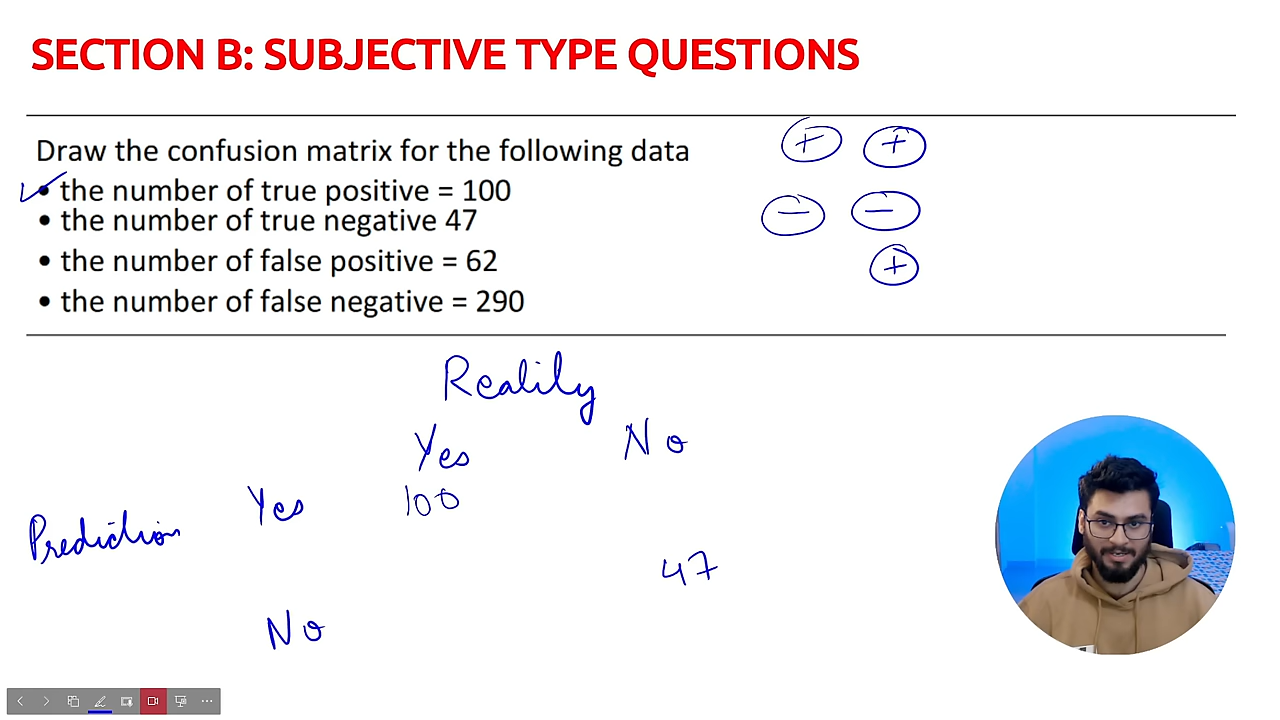 SECTION B: SUBJECTIVE TYPE QUESTIONS
Draw the confusion matrix for the following data
• the number of true positive = 100
• the number of true negative 47
• the number of false positive = 62
• the number of false negative = 290
+ +
− −
+
Reality
Yes No
Yes 100
Prediction
47
No